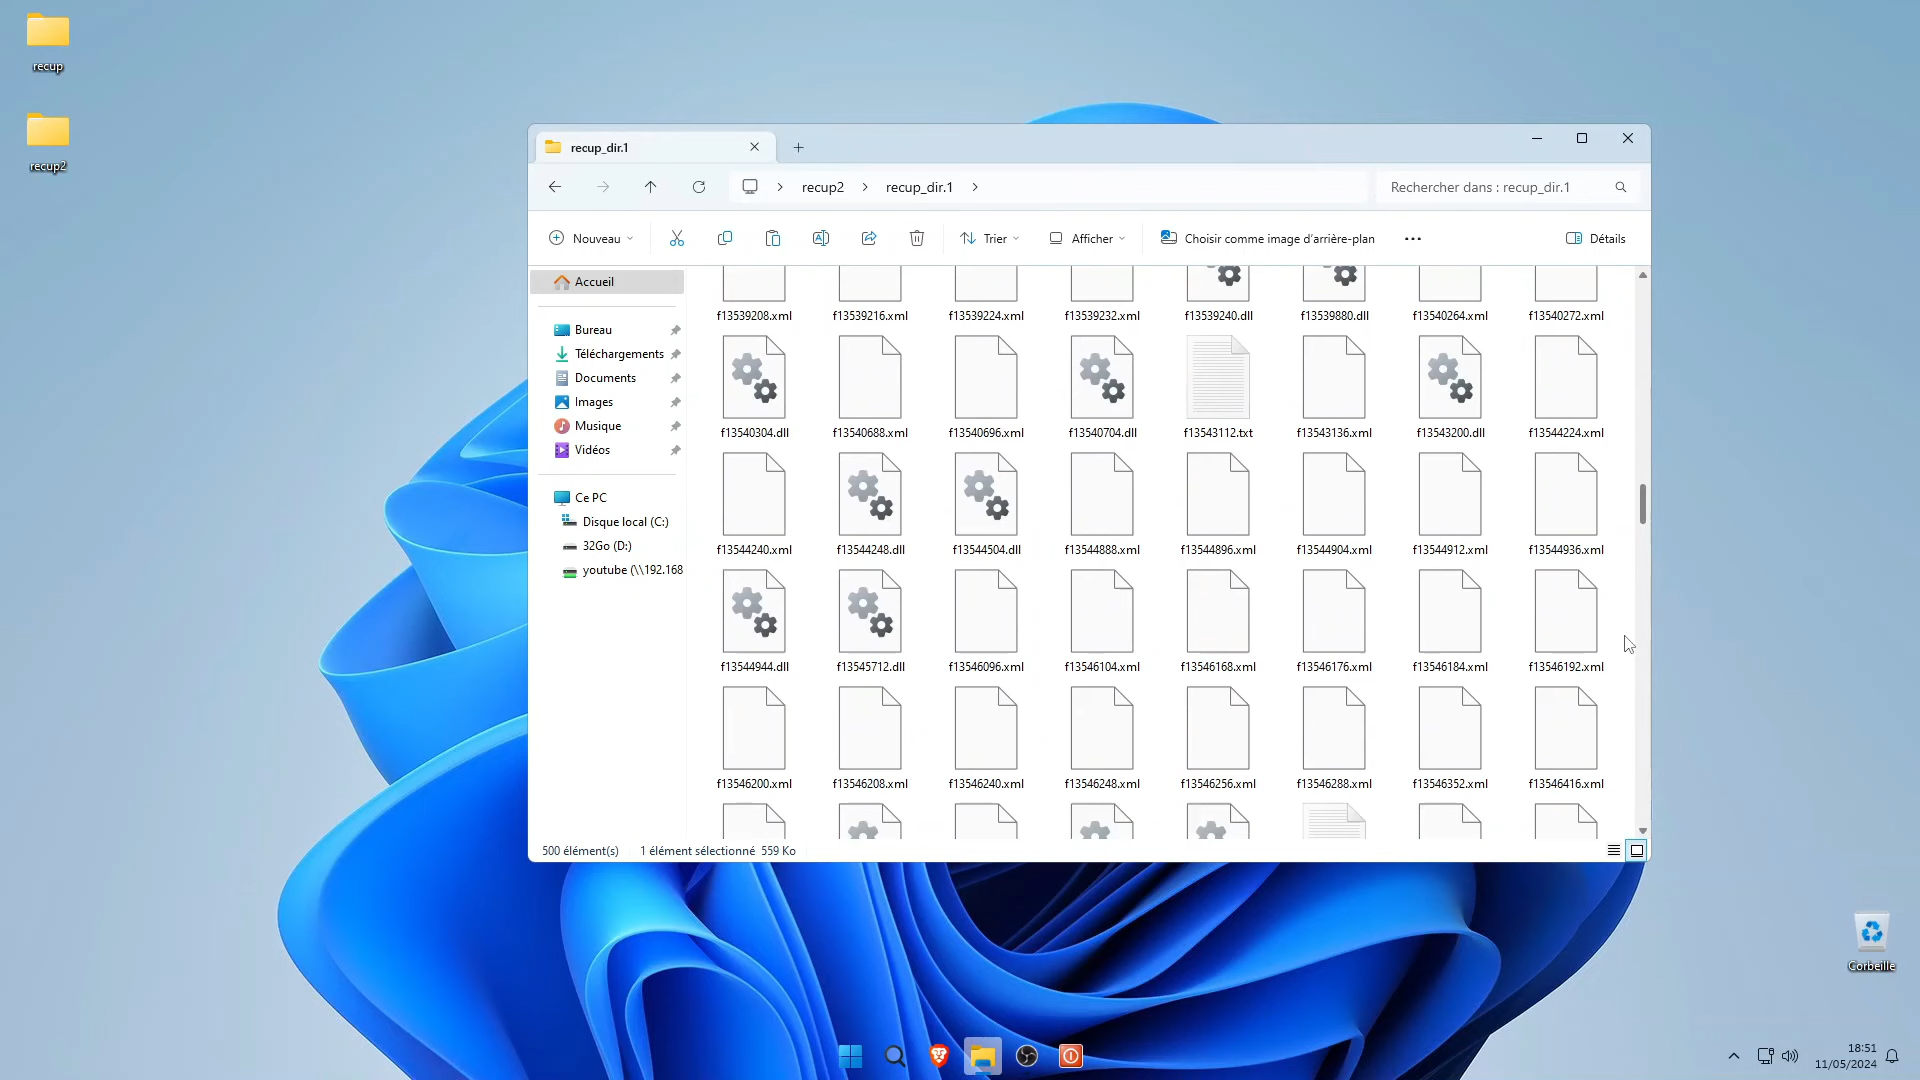 recup
recup2
recup_dir.1
recup2 recup_dir.1
Rechercher dans : recup_dir.1
Nouveau Trier Afficher Choisir comme image d'arrière-plan ... Détails
Accueil
Bureau
Téléchargements
Documents
Images
Musique
Vidéos
Ce PC
Disque local (C:)
32Go (D:)
youtube (\\192.168
f13539208.xml f13539216.xml f13539224.xml f13539232.xml f13539240.dll f13539880.dll f13540264.xml f13540272.xml
f13540304.dll f13540688.xml f13540696.xml f13540704.dll f13543112.txt f13543136.xml f13543200.dll f13544224.xml
f13544240.xml f13544248.dll f13544504.dll f13544888.xml f13544896.xml f13544904.xml f13544912.xml f13544936.xml
f13544944.dll f13545712.dll f13546096.xml f13546104.xml f13546168.xml f13546176.xml f13546184.xml f13546192.xml
f13546200.xml f13546208.xml f13546240.xml f13546248.xml f13546256.xml f13546288.xml f13546352.xml f13546416.xml
500 élément(s) 1 élément sélectionné 559 Ko
Corbeille
18:51
11/05/2024